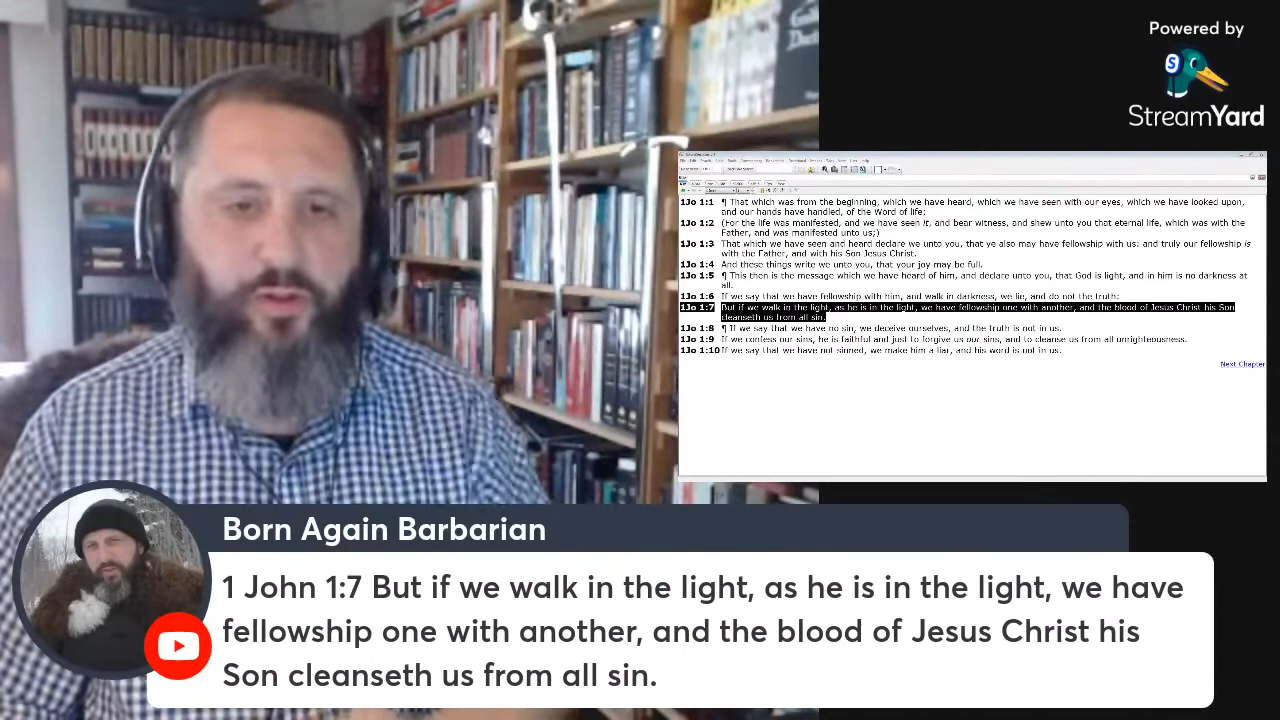 Powered by
StreamYard
1Jo 1:1 ¶ That which was from the beginning, which we have heard, which we have seen with our eyes, which we have looked upon,
and our hands have handled, of the Word of life;
1Jo 1:2 (For the life was manifested, and we have seen it, and bear witness, and shew unto you that eternal life, which was with the
Father, and was manifested unto us;)
1Jo 1:3 That which we have seen and heard declare we unto you, that ye also may have fellowship with us: and truly our fellowship is
with the Father, and with his Son Jesus Christ.
1Jo 1:4 And these things write we unto you, that your joy may be full.
1Jo 1:5 ¶ This then is the message which we have heard of him, and declare unto you, that God is light, and in him is no darkness at
all.
1Jo 1:6 If we say that we have fellowship with him, and walk in darkness, we lie, and do not the truth:
1Jo 1:7 But if we walk in the light, as he is in the light, we have fellowship one with another, and the blood of Jesus Christ his Son
cleanseth us from all sin.
1Jo 1:8 ¶ If we say that we have no sin, we deceive ourselves, and the truth is not in us.
1Jo 1:9 If we confess our sins, he is faithful and just to forgive us our sins, and to cleanse us from all unrighteousness.
1Jo 1:10 If we say that we have not sinned, we make him a liar, and his word is not in us.
Next Chapter
Born Again Barbarian
1 John 1:7 But if we walk in the light, as he is in the light, we have
fellowship one with another, and the blood of Jesus Christ his
Son cleanseth us from all sin.